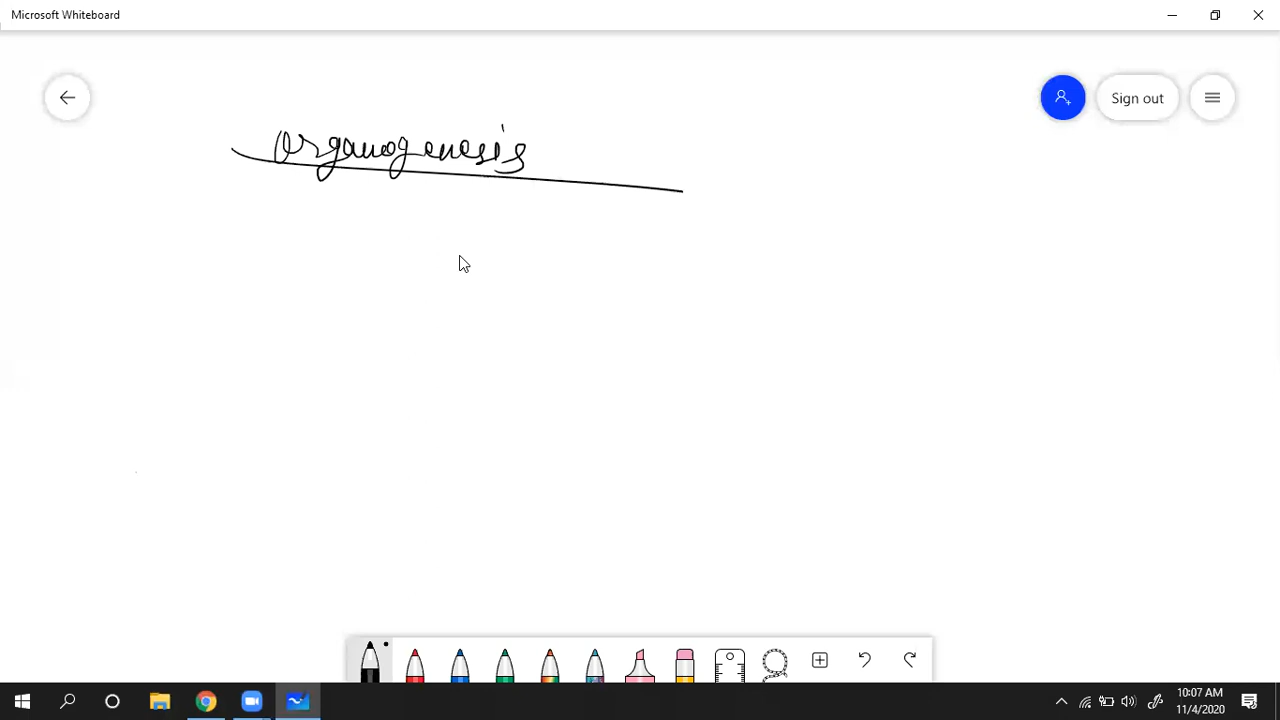 Microsoft Whiteboard
Sign out
Organogenesis
10:07 AM
11/4/2020